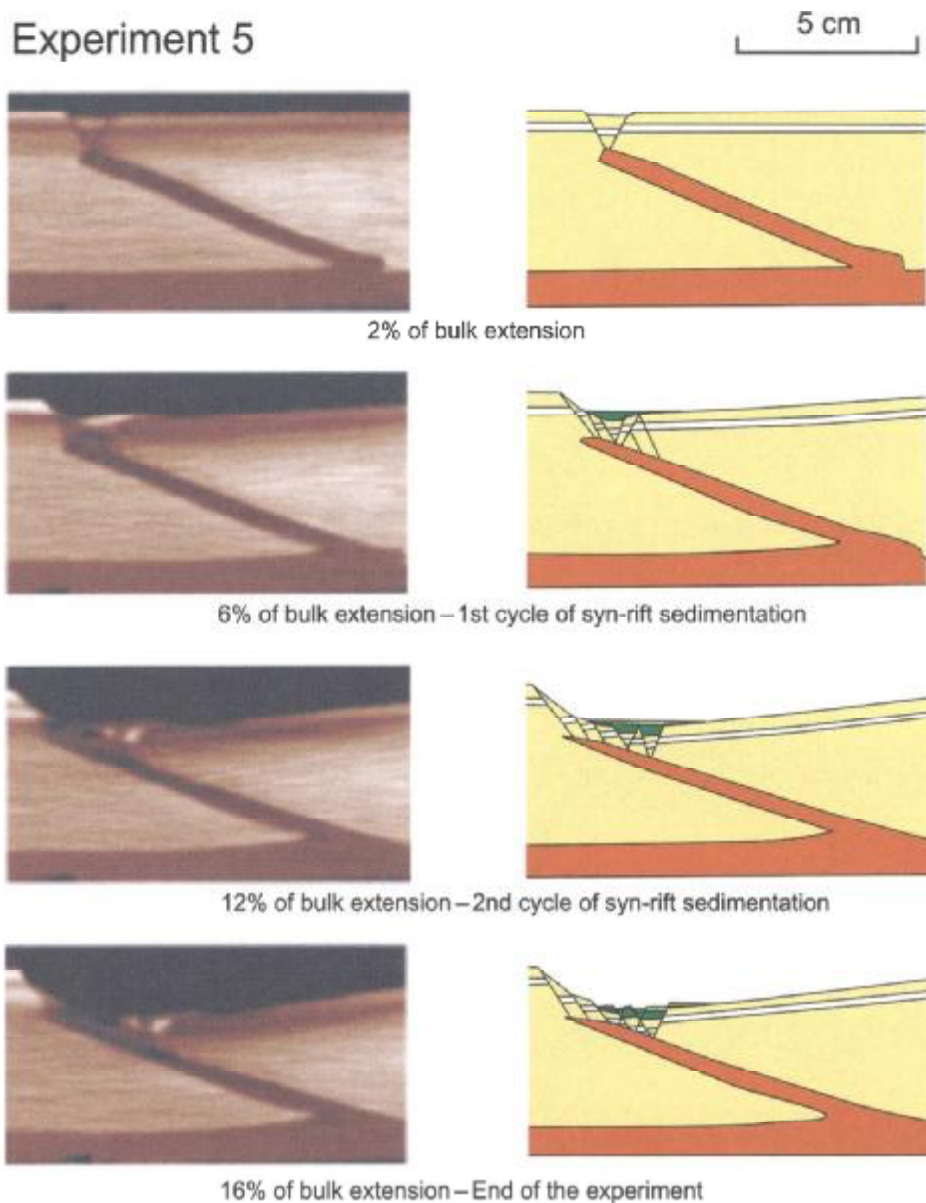 Experiment 5
5 cm
2% of bulk extension
6% of bulk extension – 1st cycle of syn-rift sedimentation
12% of bulk extension – 2nd cycle of syn-rift sedimentation
16% of bulk extension – End of the experiment